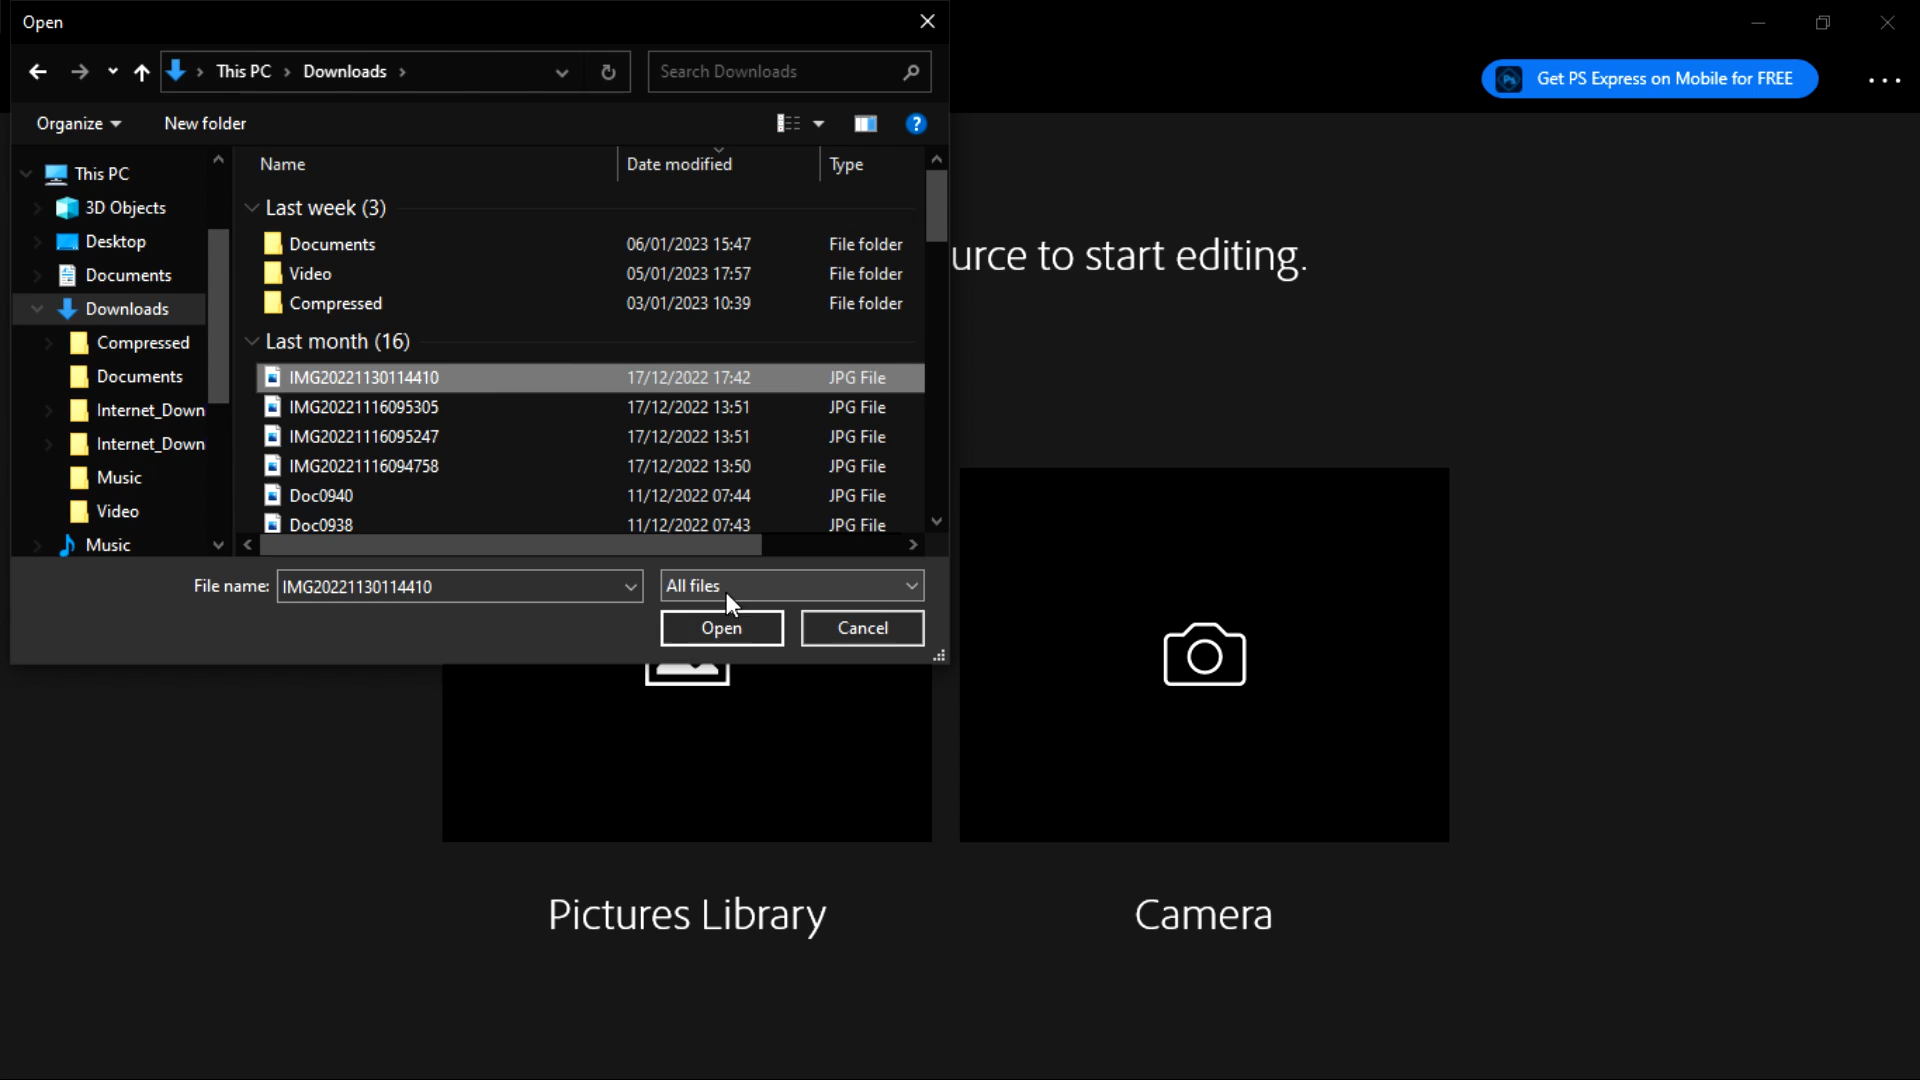 Open
This PC > Downloads >
Search Downloads
Get PS Express on Mobile for FREE
Organize
New folder
Name Date modified Type
This PC
3D Objects
Desktop
Documents
Downloads
Compressed
Documents
Internet_Down
Internet_Down
Music
Video
Music
Last week (3)
Documents 06/01/2023 15:47 File folder
Video 05/01/2023 17:57 File folder
Compressed 03/01/2023 10:39 File folder
Last month (16)
IMG20221130114410 17/12/2022 17:42 JPG File
IMG20221116095305 17/12/2022 13:51 JPG File
IMG20221116095247 17/12/2022 13:51 JPG File
IMG20221116094758 17/12/2022 13:50 JPG File
Doc0940 11/12/2022 07:44 JPG File
Doc0938 11/12/2022 07:43 JPG File
File name: IMG20221130114410 All files
Open Cancel
urce to start editing.
Pictures Library
Camera